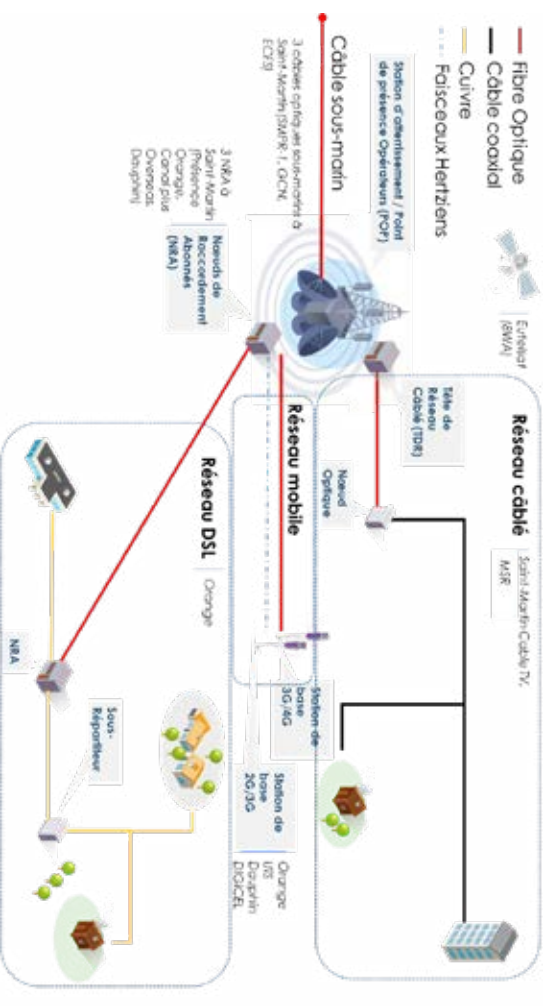 Fibre Optique
Câble coaxial
Cuivre
Faisceaux Hertziens
Eutelsat
(BWA)
Station d'atterrissement / Point
de présence Opérateurs (POP)
Câble sous-marin
3 câbles optiques sous-marins à
Saint-Martin (SMPR-1, GCN,
ECFS)
3 NRA à
Saint-Martin
(Présence
Orange,
Canal plus
Overseas,
Dauphin)
Nœuds de
Raccordement
Abonnés
(NRA)
Réseau câblé
Saint-Martin Cable TV,
MSR
Tête de
Réseau
Câblé (TDR)
Nœud
Optique
Réseau mobile
Station de
base
3G/4G
Station de
base
2G/3G
Orange
UTS
Dauphin
DIGICEL
Réseau DSL
Orange
NRA
Sous-
Répartiteur